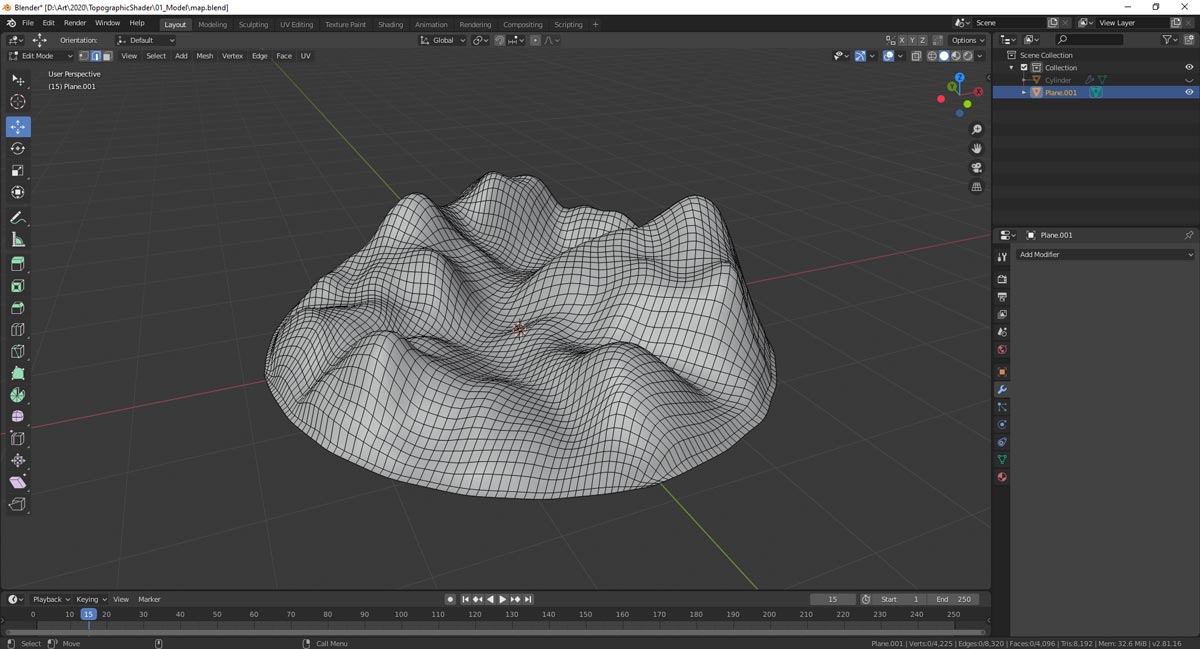 Blender* [D:\Art\2020\TopographicShader\01_Model\map.blend]
File Edit Render Window Help Layout Modeling Sculpting UV Editing Texture Paint Shading Animation Rendering Compositing Scripting + Scene View Layer
Orientation: Default Global X Y Z Options
Edit Mode View Select Add Mesh Vertex Edge Face UV
User Perspective
(15) Plane.001
Scene Collection
Collection
Cylinder
Plane.001
Plane.001
Add Modifier
Z
Y
X
Playback Keying View Marker 15 Start 1 End 250
0 10 15 20 30 40 50 60 70 80 90 100 110 120 130 140 150 160 170 180 190 200 210 220 230 240 250
Select Move Call Menu Plane.001 | Verts:0/4,225 | Edges:0/8,320 | Faces:0/4,096 | Tris:8,192 | Mem: 32.6 MiB | v2.81.16